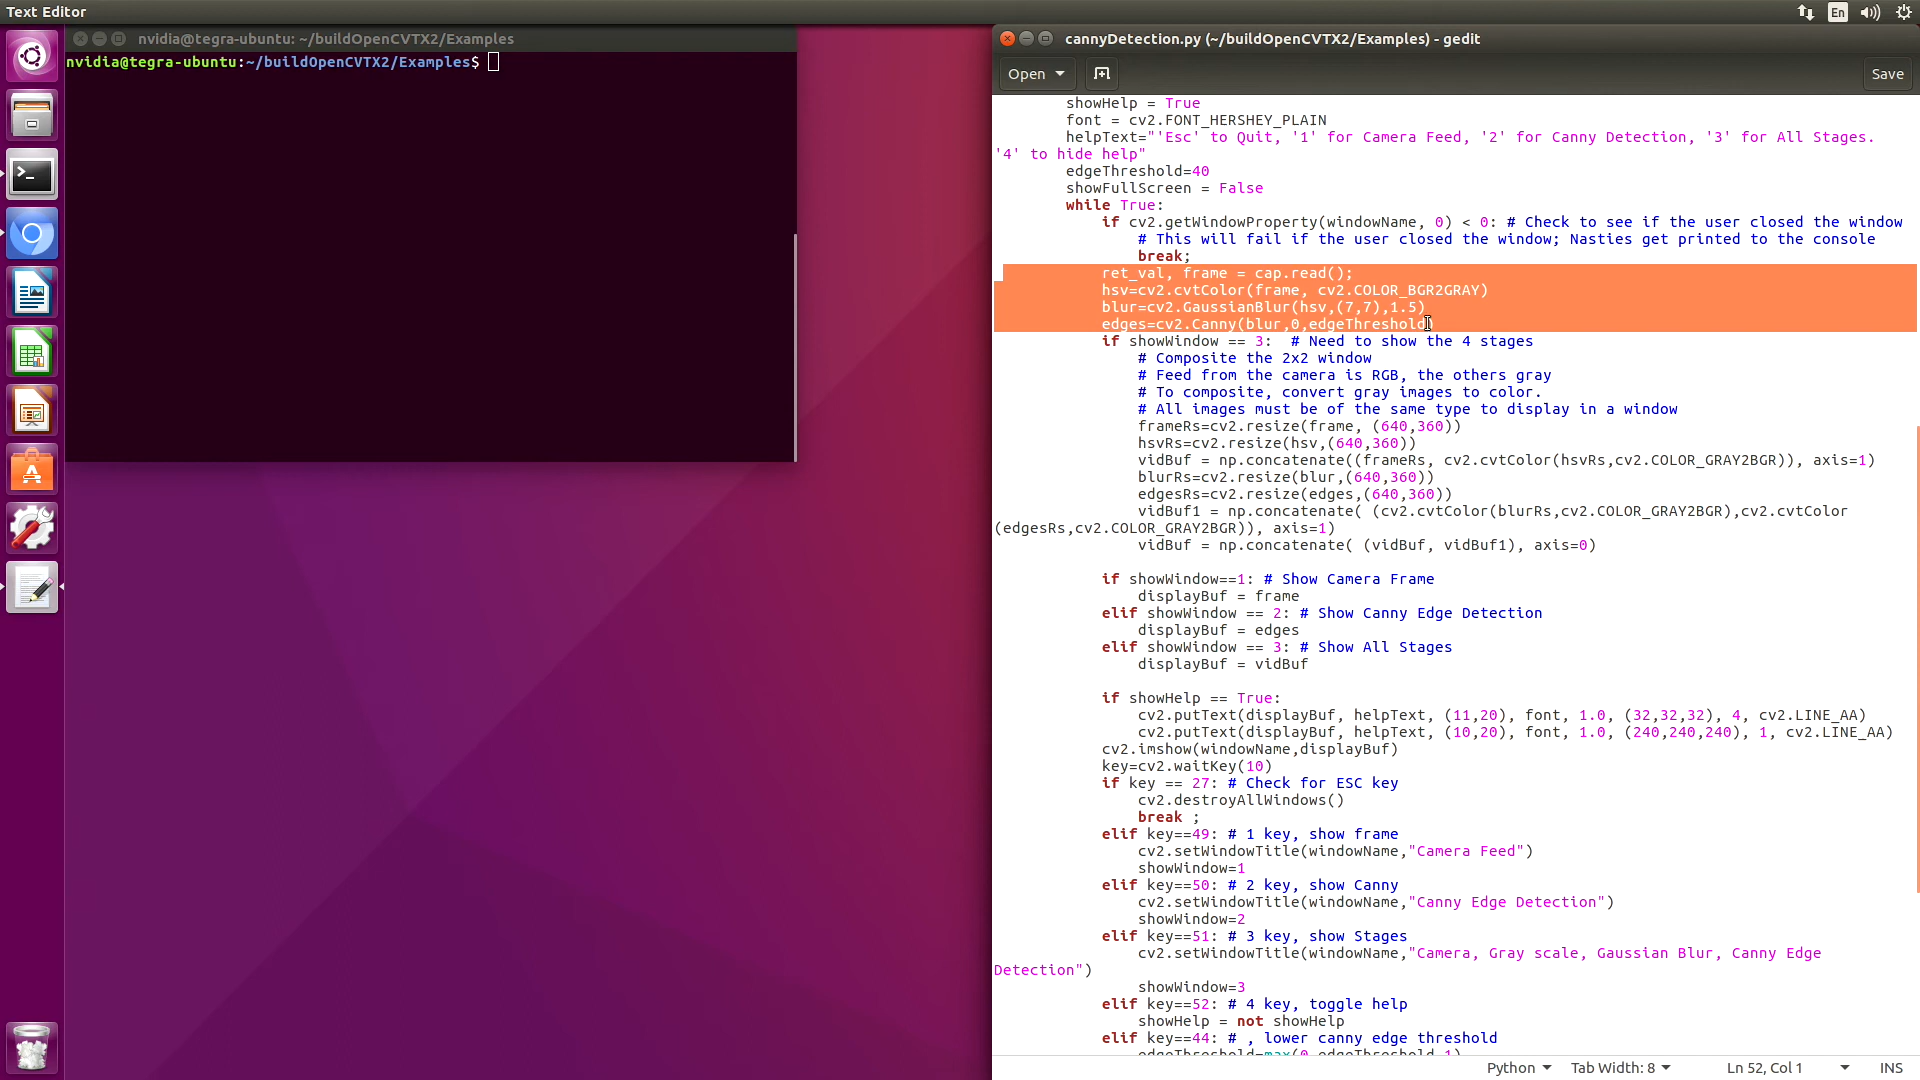 Text Editor
En
nvidia@tegra-ubuntu: ~/buildOpenCVTX2/Examples
nvidia@tegra-ubuntu:~/buildOpenCVTX2/Examples$
cannyDetection.py (~/buildOpenCVTX2/Examples) - gedit
Open
Save
showHelp = True
font = cv2.FONT_HERSHEY_PLAIN
helpText="'Esc' to Quit, '1' for Camera Feed, '2' for Canny Detection, '3' for All Stages.
'4' to hide help"
edgeThreshold=40
showFullScreen = False
while True:
if cv2.getWindowProperty(windowName, 0) < 0: # Check to see if the user closed the window
# This will fail if the user closed the window; Nasties get printed to the console
break;
ret_val, frame = cap.read();
hsv=cv2.cvtColor(frame, cv2.COLOR_BGR2GRAY)
blur=cv2.GaussianBlur(hsv,(7,7),1.5)
edges=cv2.Canny(blur,0,edgeThreshold)
if showWindow == 3:  # Need to show the 4 stages
# Composite the 2x2 window
# Feed from the camera is RGB, the others gray
# To composite, convert gray images to color.
# All images must be of the same type to display in a window
frameRs=cv2.resize(frame, (640,360))
hsvRs=cv2.resize(hsv,(640,360))
vidBuf = np.concatenate((frameRs, cv2.cvtColor(hsvRs,cv2.COLOR_GRAY2BGR)), axis=1)
blurRs=cv2.resize(blur,(640,360))
edgesRs=cv2.resize(edges,(640,360))
vidBuf1 = np.concatenate( (cv2.cvtColor(blurRs,cv2.COLOR_GRAY2BGR),cv2.cvtColor
(edgesRs,cv2.COLOR_GRAY2BGR)), axis=1)
vidBuf = np.concatenate( (vidBuf, vidBuf1), axis=0)
if showWindow==1: # Show Camera Frame
displayBuf = frame
elif showWindow == 2: # Show Canny Edge Detection
displayBuf = edges
elif showWindow == 3: # Show All Stages
displayBuf = vidBuf
if showHelp == True:
cv2.putText(displayBuf, helpText, (11,20), font, 1.0, (32,32,32), 4, cv2.LINE_AA)
cv2.putText(displayBuf, helpText, (10,20), font, 1.0, (240,240,240), 1, cv2.LINE_AA)
cv2.imshow(windowName,displayBuf)
key=cv2.waitKey(10)
if key == 27: # Check for ESC key
cv2.destroyAllWindows()
break ;
elif key==49: # 1 key, show frame
cv2.setWindowTitle(windowName,"Camera Feed")
showWindow=1
elif key==50: # 2 key, show Canny
cv2.setWindowTitle(windowName,"Canny Edge Detection")
showWindow=2
elif key==51: # 3 key, show Stages
cv2.setWindowTitle(windowName,"Camera, Gray scale, Gaussian Blur, Canny Edge
Detection")
showWindow=3
elif key==52: # 4 key, toggle help
showHelp = not showHelp
elif key==44: # , lower canny edge threshold
edgeThreshold=max(0,edgeThreshold-1)
Python
Tab Width: 8
Ln 52, Col 1
INS